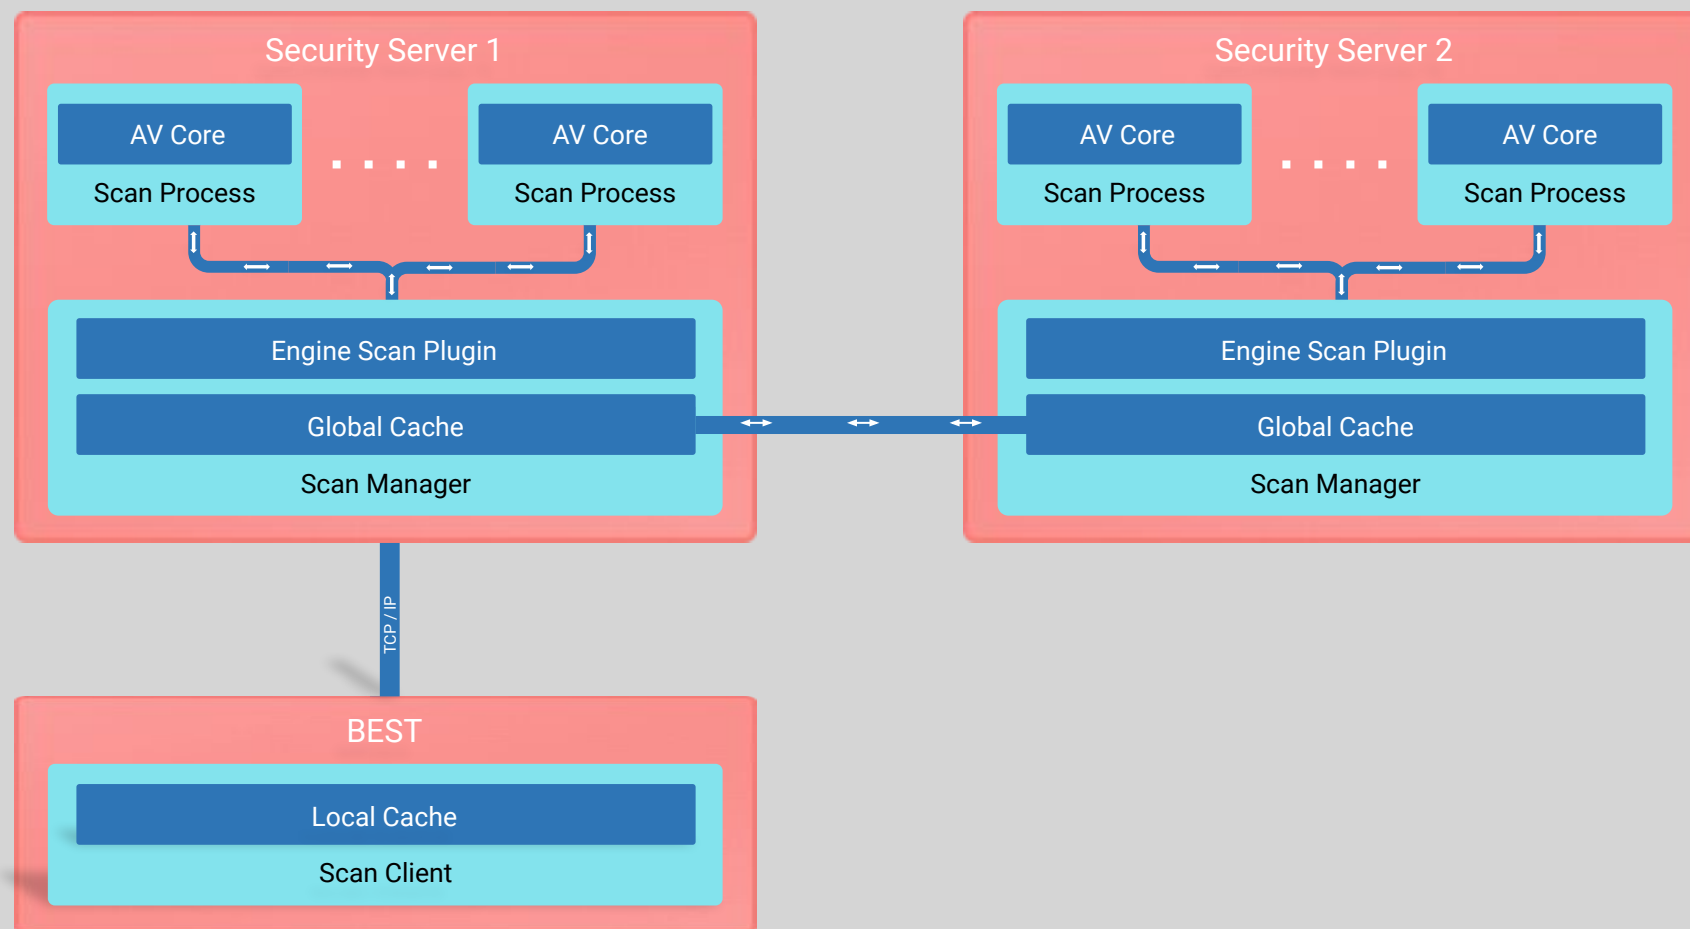 Security Server 1
AV Core
Scan Process
AV Core
Scan Process
Engine Scan Plugin
Global Cache
Scan Manager
Security Server 2
AV Core
Scan Process
AV Core
Scan Process
Engine Scan Plugin
Global Cache
Scan Manager
TCP / IP
BEST
Local Cache
Scan Client